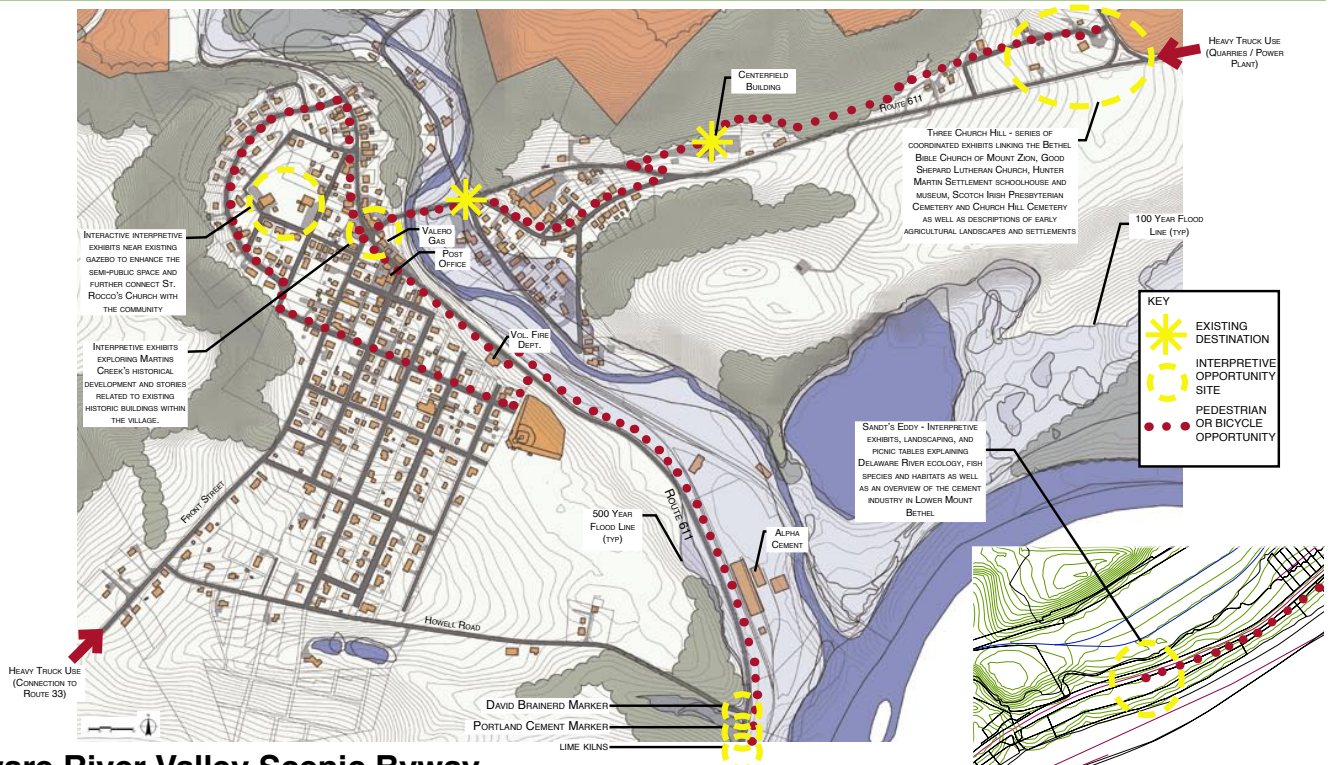 Heavy Truck Use
(Quarries / Power
Plant)
Centerfield
Building
Route 611
Three Church Hill - series of
coordinated exhibits linking the Bethel
Bible Church of Mount Zion, Good
Shepard Lutheran Church, Hunter
Martin Settlement schoolhouse and
museum, Scotch Irish Presbyterian
Cemetery and Church Hill Cemetery
as well as descriptions of early
agricultural landscapes and settlements
100 Year Flood
Line (typ)
Interactive interpretive
exhibits near existing
gazebo to enhance the
semi-public space and
further connect St.
Rocco's Church with
the community
Valero
Gas
Post
Office
Interpretive exhibits
exploring Martins
Creek's historical
development and stories
related to existing
historic buildings within
the village.
Vol. Fire
Dept.
KEY
EXISTING
DESTINATION
INTERPRETIVE
OPPORTUNITY
SITE
PEDESTRIAN
OR BICYCLE
OPPORTUNITY
Sandt's Eddy - Interpretive
exhibits, landscaping, and
picnic tables explaining
Delaware River ecology, fish
species and habitats as well
as an overview of the cement
industry in Lower Mount
Bethel
Front Street
500 Year
Flood Line
(typ)
Route 611
Alpha
Cement
Howell Road
Heavy Truck Use
(Connection to
Route 33)
David Brainerd Marker
Portland Cement Marker
lime kilns
ware River Valley Scenic Byway